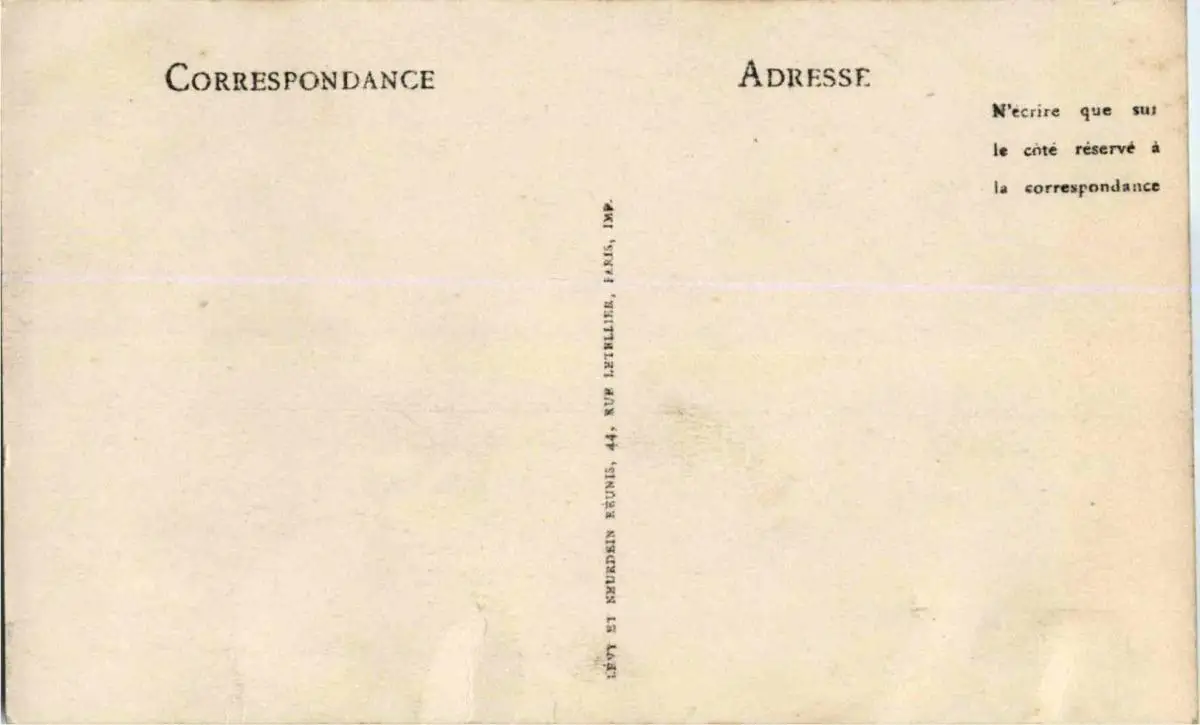 CORRESPONDANCE
ADRESSE
N'écrire que sur
le côté réservé à
la correspondance
LÉVY ET NEURDEIN RÉUNIS, 44, RUE LETELLIER, PARIS, IMP.